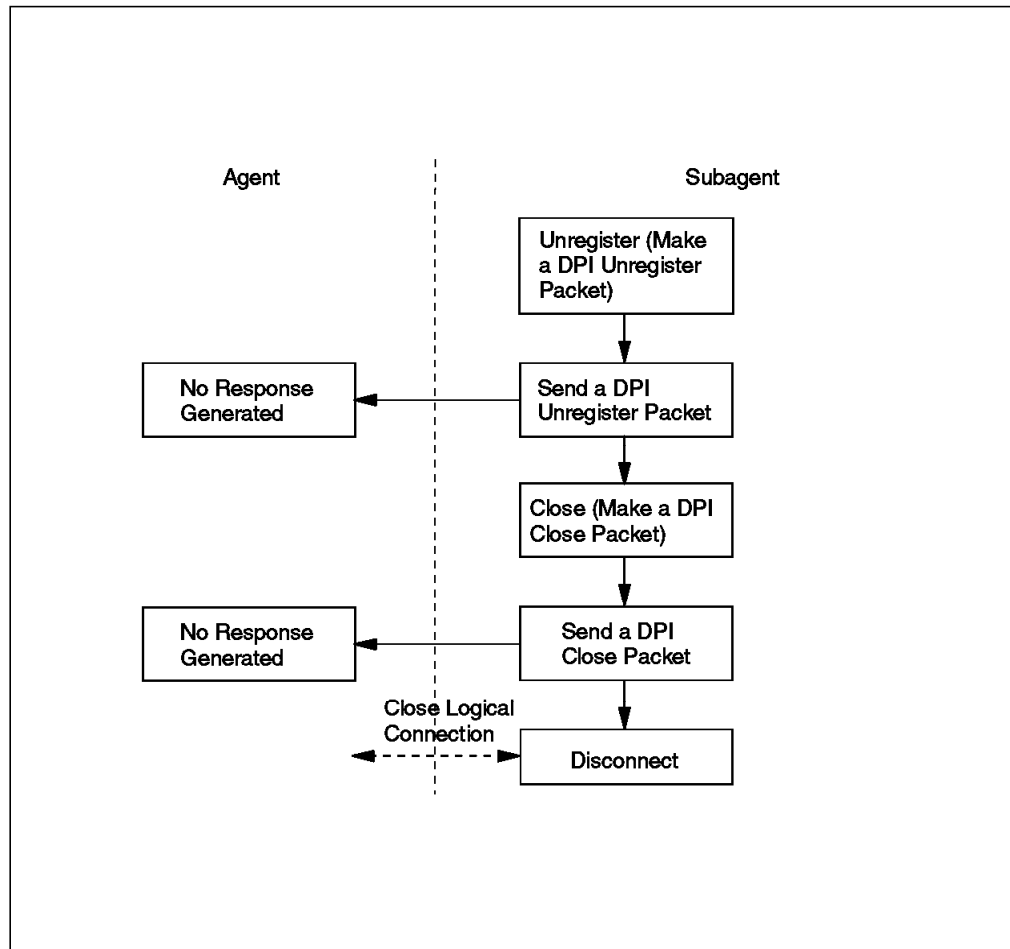 Agent
Subagent
Unregister (Make
a DPI Unregister
Packet)
No Response
Generated
Send a DPI
Unregister Packet
Close (Make a DPI
Close Packet)
No Response
Generated
Send a DPI
Close Packet
Close Logical
Connection
Disconnect